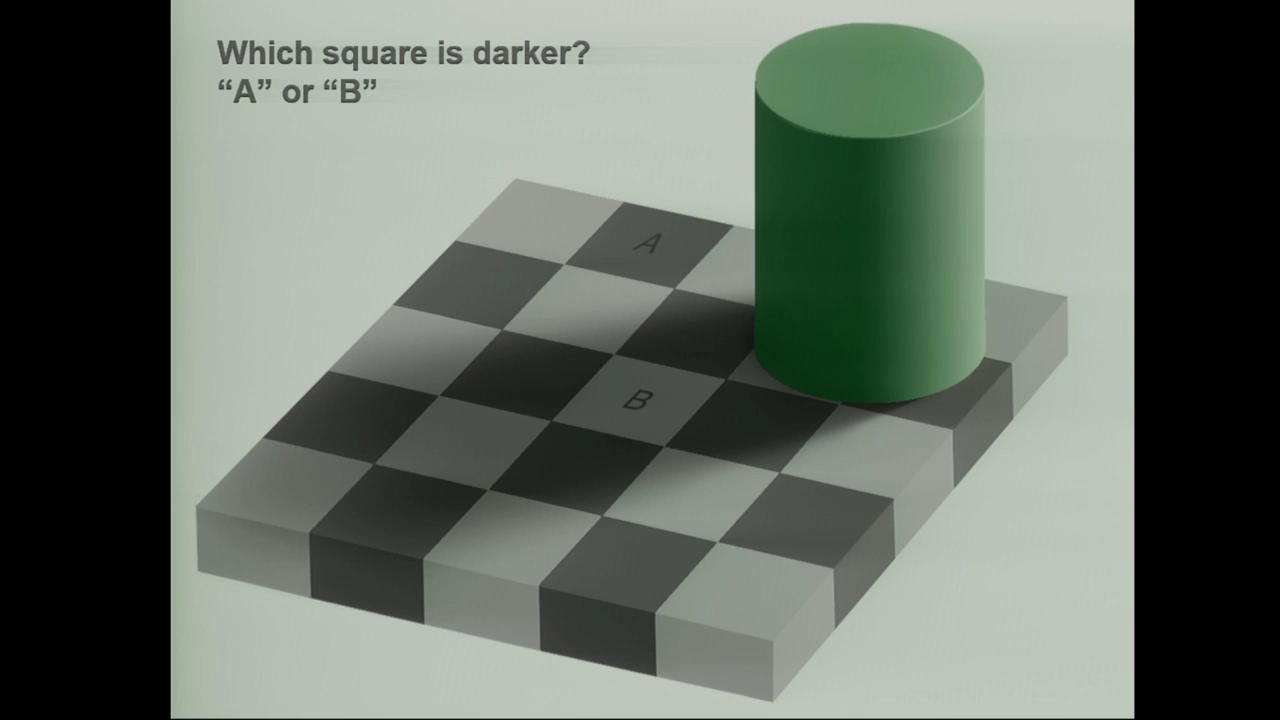 Which square is darker?
“A” or “B”
A
B